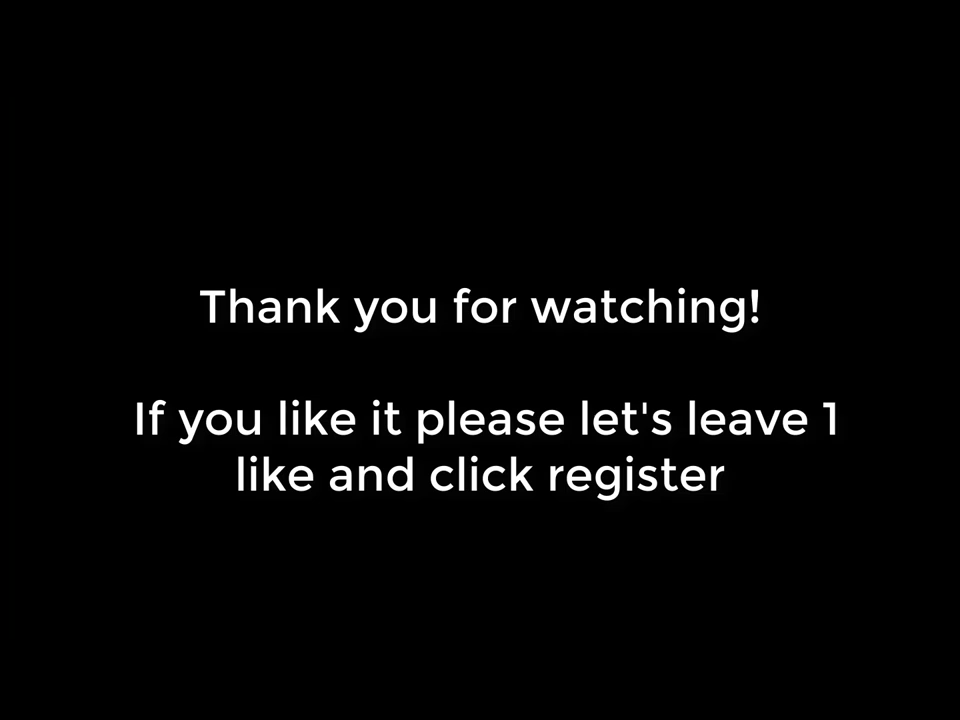 Thank you for watching!
If you like it please let's leave 1
like and click register